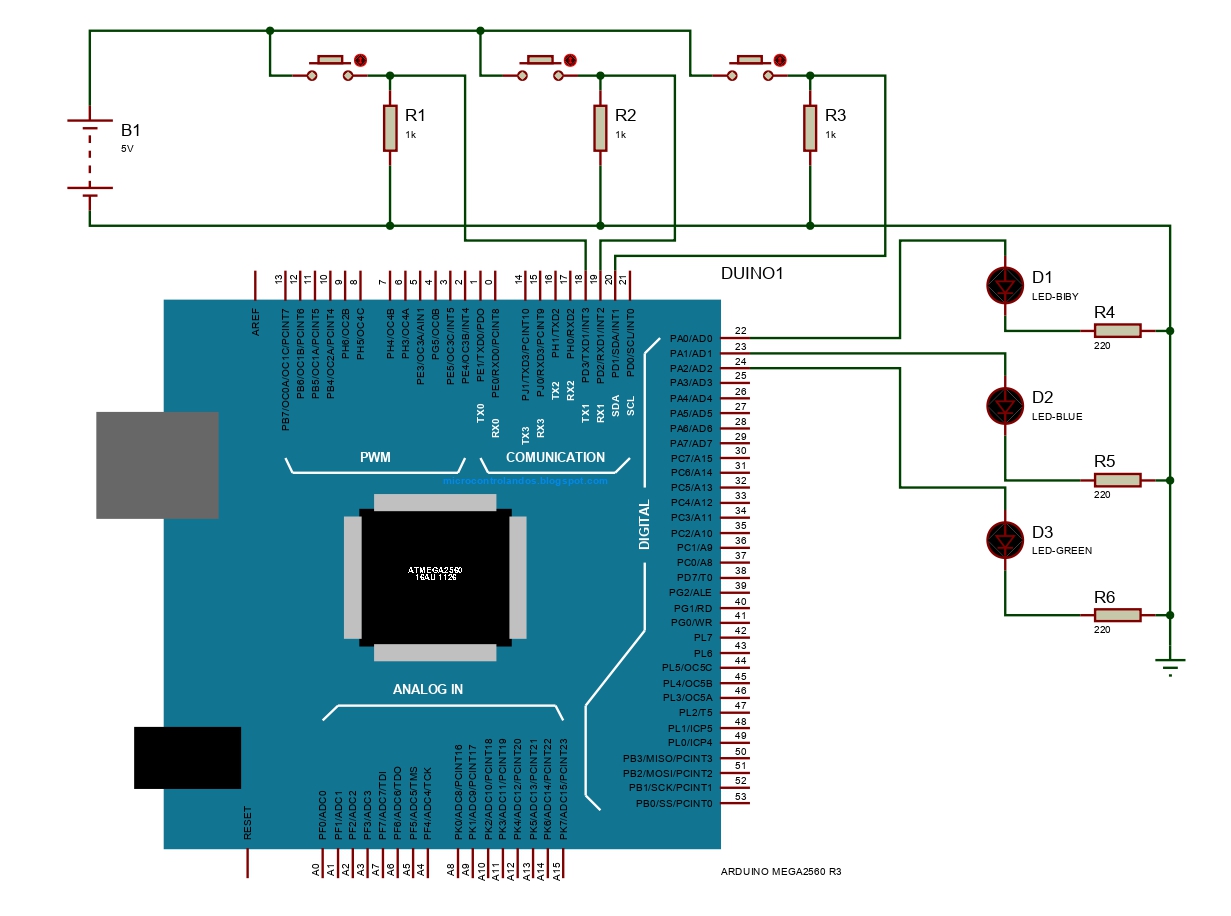 B1
5V
R1
1k
R2
1k
R3
1k
DUINO1
13
12
11
10
9
8
7
6
5
4
3
2
1
0
14
15
16
17
18
19
20
21
AREF
PB7/OC0A/OC1C/PCINT7
PB6/OC1B/PCINT6
PB5/OC1A/PCINT5
PB4/OC2A/PCINT4
PH6/OC2B
PH5/OC4C
PH4/OC4B
PH3/OC4A
PE3/OC3A/AIN1
PG5/OC0B
PE5/OC3C/INT5
PE4/OC3B/INT4
PE1/TXD0/PDO
PE0/RXD0/PCINT8
PJ1/TXD3/PCINT10
PJ0/RXD3/PCINT9
PH1/TXD2
PH0/RXD2
PD3/TXD1/INT3
PD2/RXD1/INT2
PD1/SDA/INT1
PD0/SCL/INT0
TX0
RX0
TX3
RX3
TX2
RX2
TX1
RX1
SDA
SCL
PWM
COMUNICATION
microcontrolandos.blogspot.com
DIGITAL
ATMEGA2560
16AU 1126
ANALOG IN
PA0/AD0 22
PA1/AD1 23
PA2/AD2 24
PA3/AD3 25
PA4/AD4 26
PA5/AD5 27
PA6/AD6 28
PA7/AD7 29
PC7/A15 30
PC6/A14 31
PC5/A13 32
PC4/A12 33
PC3/A11 34
PC2/A10 35
PC1/A9 36
PC0/A8 37
PD7/T0 38
PG2/ALE 39
PG1/RD 40
PG0/WR 41
PL7 42
PL6 43
PL5/OC5C 44
PL4/OC5B 45
PL3/OC5A 46
PL2/T5 47
PL1/ICP5 48
PL0/ICP4 49
PB3/MISO/PCINT3 50
PB2/MOSI/PCINT2 51
PB1/SCK/PCINT1 52
PB0/SS/PCINT0 53
D1
LED-BIBY
R4
220
D2
LED-BLUE
R5
220
D3
LED-GREEN
R6
220
RESET
PF0/ADC0
PF1/ADC1
PF2/ADC2
PF3/ADC3
PF7/ADC7/TDI
PF6/ADC6/TDO
PF5/ADC5/TMS
PF4/ADC4/TCK
PK0/ADC8/PCINT16
PK1/ADC9/PCINT17
PK2/ADC10/PCINT18
PK3/ADC11/PCINT19
PK4/ADC12/PCINT20
PK5/ADC13/PCINT21
PK6/ADC14/PCINT22
PK7/ADC15/PCINT23
A0
A1
A2
A3
A7
A6
A5
A4
A8
A9
A10
A11
A12
A13
A14
A15
ARDUINO MEGA2560 R3